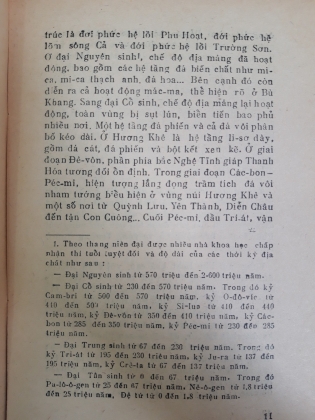 trúc là đơí phức hệ lồi Phu Hoạt, đới phức hệ
lõm sông Cả và đới phức hệ lồi Trường Sơn.
Ở đại Nguyên sinh¹, chế độ địa máng đã hoạt
động, bao gồm các hệ tầng đá biến chất như mi-
ca, mi-ca thạch anh, đá hoa... Bên cạnh đó còn
diễn ra cả hoạt động mác-ma, thể hiện rõ ở Bù
Khang. Sang đại Cổ sinh, chế độ địa máng lại hoạt
động, toàn vùng bị sụt lún, biển tiến bao phủ
nhiều nơi. Một hệ tầng đá phiến và cả đá vôi phân
bố kéo dài. Ở Hương Khê là hệ tầng li-sơ dày,
gồm đá cát, đá phiến và bột kết xen kẽ. Ở giai
đoạn Đê-vôn, phần phía bắc Nghệ Tĩnh giáp Thanh
Hóa tương đối ổn định. Trong giai đoạn Các-bon—
Péc-mi, hiện tượng lắng đọng trầm tích đá vôi
nham tướng biển hiện ở vùng núi Hương Khê và
một số nơi từ Quỳnh Lưu, Yên Thành, Diễn Châu
đến tận Con Cuông... Cuối Péc-mi, đầu Tri-át, vận
1. Theo thang niên đại được nhiều nhà khoa học chấp
nhận thì tuổi tuyệt đối và độ dài của các thời kỳ địa
chất như sau:
— Đại Nguyên sinh từ 570 triệu đến 2-600 triệu năm.
— Đại Cổ sinh từ 230 đến 570 triệu năm. Trong đó kỷ
Cam-bri từ 500 đến 570 triệu năm, kỷ O-đô-vic từ
410 đến 500 triệu năm, kỷ Si-lua từ 410 đến 440
triệu năm, kỷ Đê-vôn từ 350 đến 410 triệu năm, kỷ Các-
bon từ 285 đến 350 triệu năm, kỷ Péc-mi từ 230 đến 285
triệu năm.
— Đại Trung sinh từ 67 đến 230 triệu năm. Trong đó
kỷ Tri-át từ 195 đến 230 triệu năm, kỷ Ju-ra từ 137 đến
195 triệu năm, kỷ Crê-ta từ 67 đến 137 triệu năm.
— Đại Tân sinh từ 0 đến 67 triệu năm. Trong đó
Pa-lê-ô-gen từ 25 đến 67 triệu năm, Nê-ô-gen từ 1,8 triệu
đến 25 triệu năm, Đệ tứ từ 0 đến 1,8 triệu năm.
11